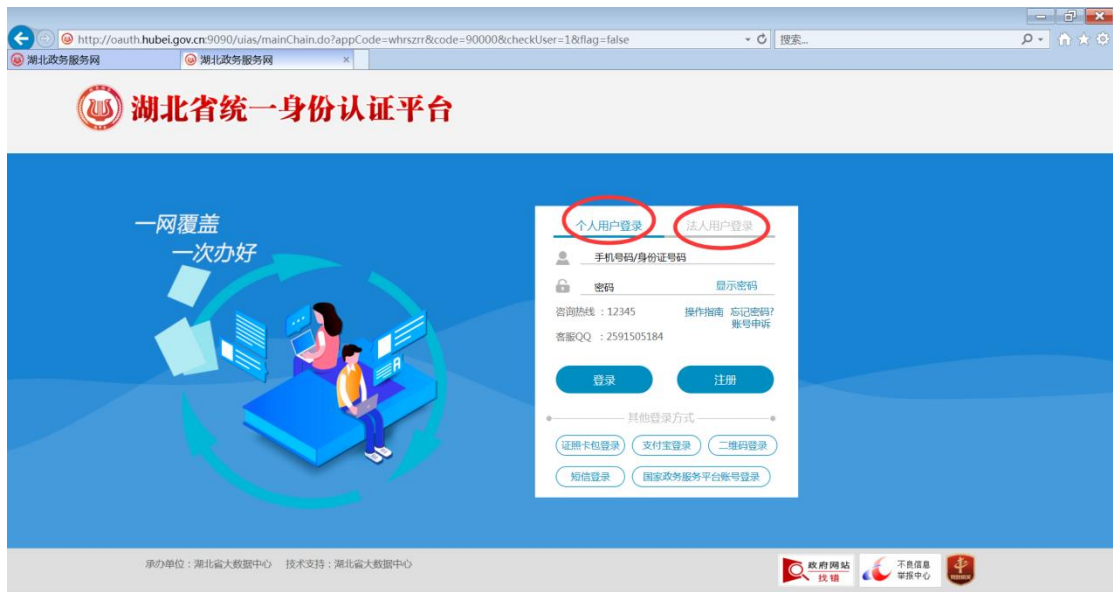 http://oauth.hubei.gov.cn:9090/uias/mainChain.do?appCode=whrszrr&code=90000&checkUser=1&flag=false
搜索...
湖北政务服务网
湖北政务服务网
湖北省统一身份认证平台
一网覆盖
一次办好
个人用户登录 法人用户登录
手机号码/身份证号码
密码 显示密码
咨询热线 :12345 操作指南 忘记密码?
账号申诉
客服QQ :2591505184
登录 注册
其他登录方式
证照卡包登录 支付宝登录 二维码登录
短信登录 国家政务服务平台账号登录
承办单位:湖北省大数据中心 技术支持:湖北省大数据中心
政府网站
找错
不良信息
举报中心